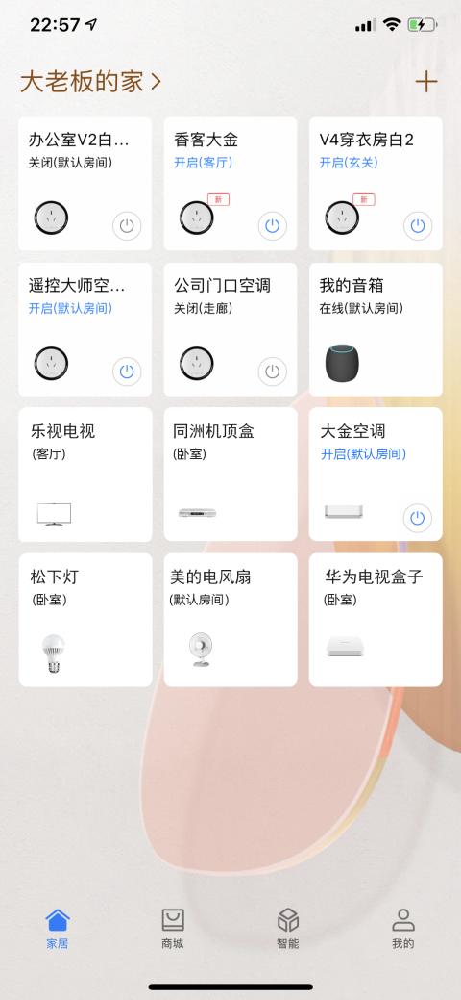 22:57
大老板的家
办公室V2白...
关闭(默认房间)
香客大金
开启(客厅)
新
V4穿衣房白2
开启(玄关)
新
遥控大师空...
开启(默认房间)
公司门口空调
关闭(走廊)
我的音箱
在线(默认房间)
乐视电视
(客厅)
同洲机顶盒
(卧室)
大金空调
开启(默认房间)
松下灯
(卧室)
美的电风扇
(默认房间)
华为电视盒子
(卧室)
家居
商城
智能
我的